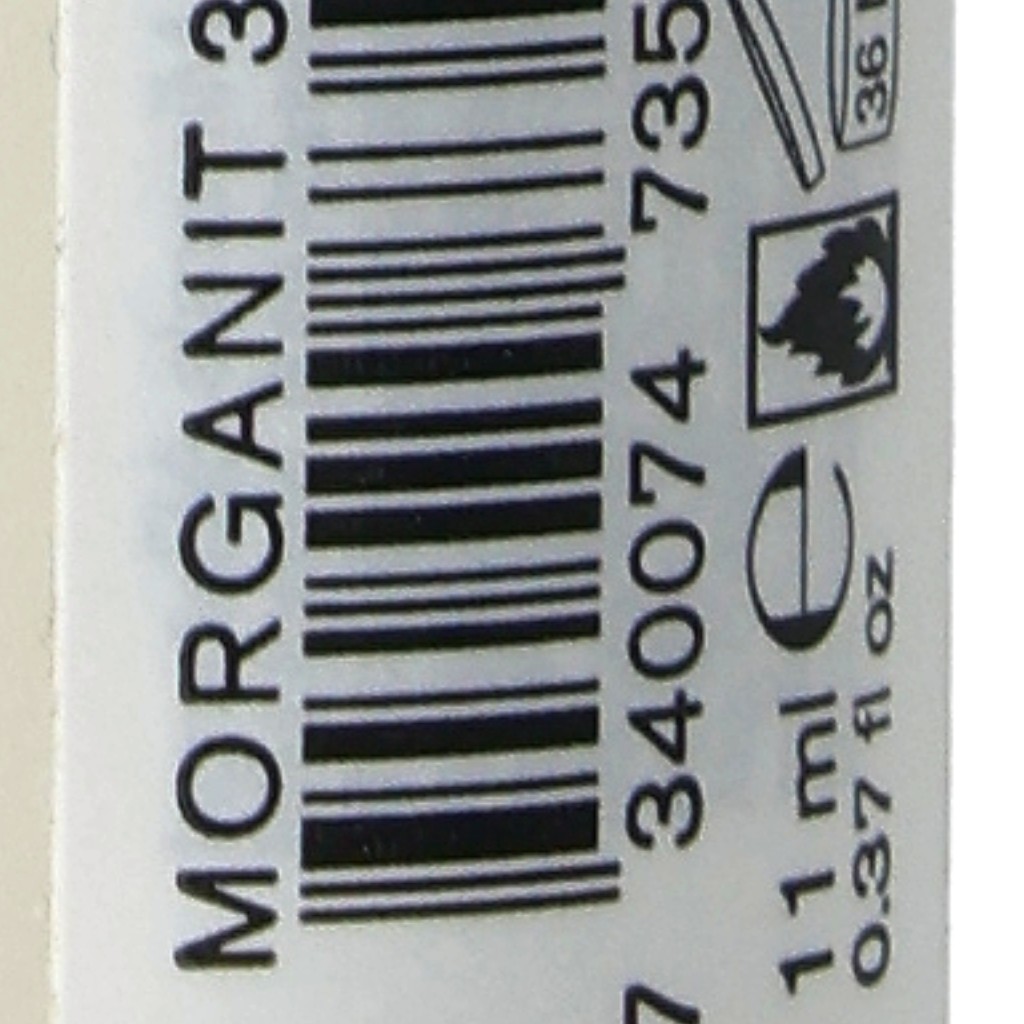 MORGANIT 3
7 340074 735
11 ml e
0.37 fl oz
36